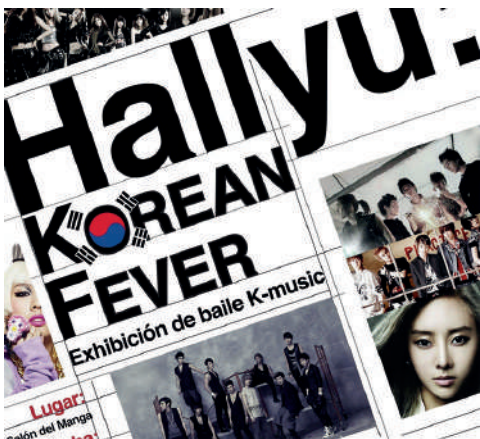 Hallyu:
KOREAN
FEVER
Exhibición de baile K-music
Lugar:
Salón del Manga